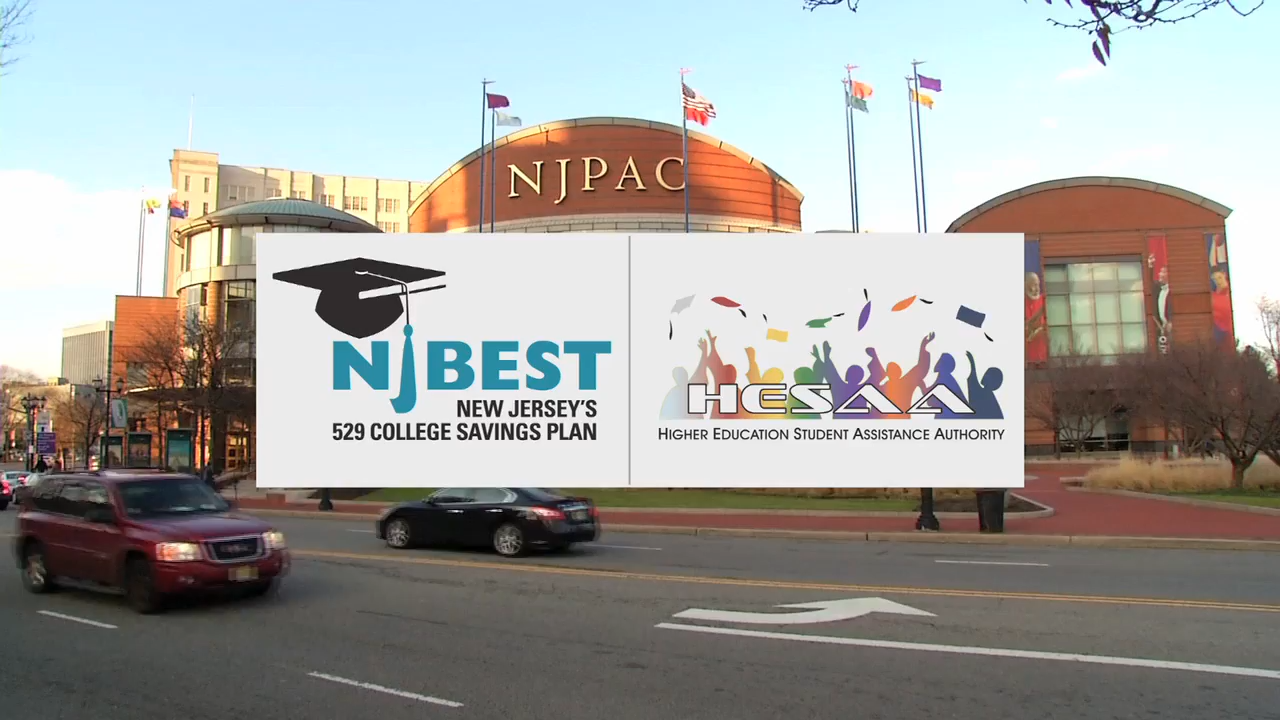 NJPAC
NJBEST
NEW JERSEY'S
529 COLLEGE SAVINGS PLAN
HESAA
HIGHER EDUCATION STUDENT ASSISTANCE AUTHORITY